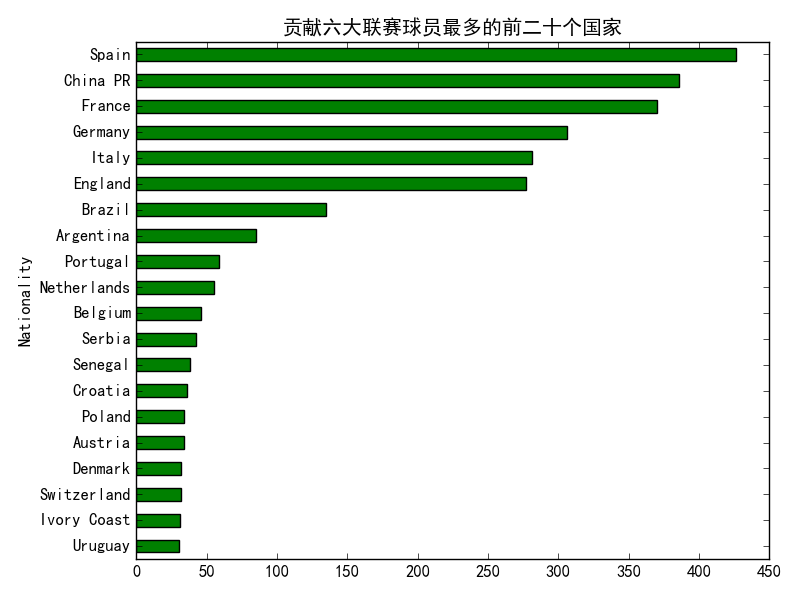 贡献六大联赛球员最多的前二十个国家
Spain
China PR
France
Germany
Italy
England
Brazil
Argentina
Portugal
Netherlands
Belgium
Serbia
Senegal
Croatia
Poland
Austria
Denmark
Switzerland
Ivory Coast
Uruguay
Nationality
0 50 100 150 200 250 300 350 400 450